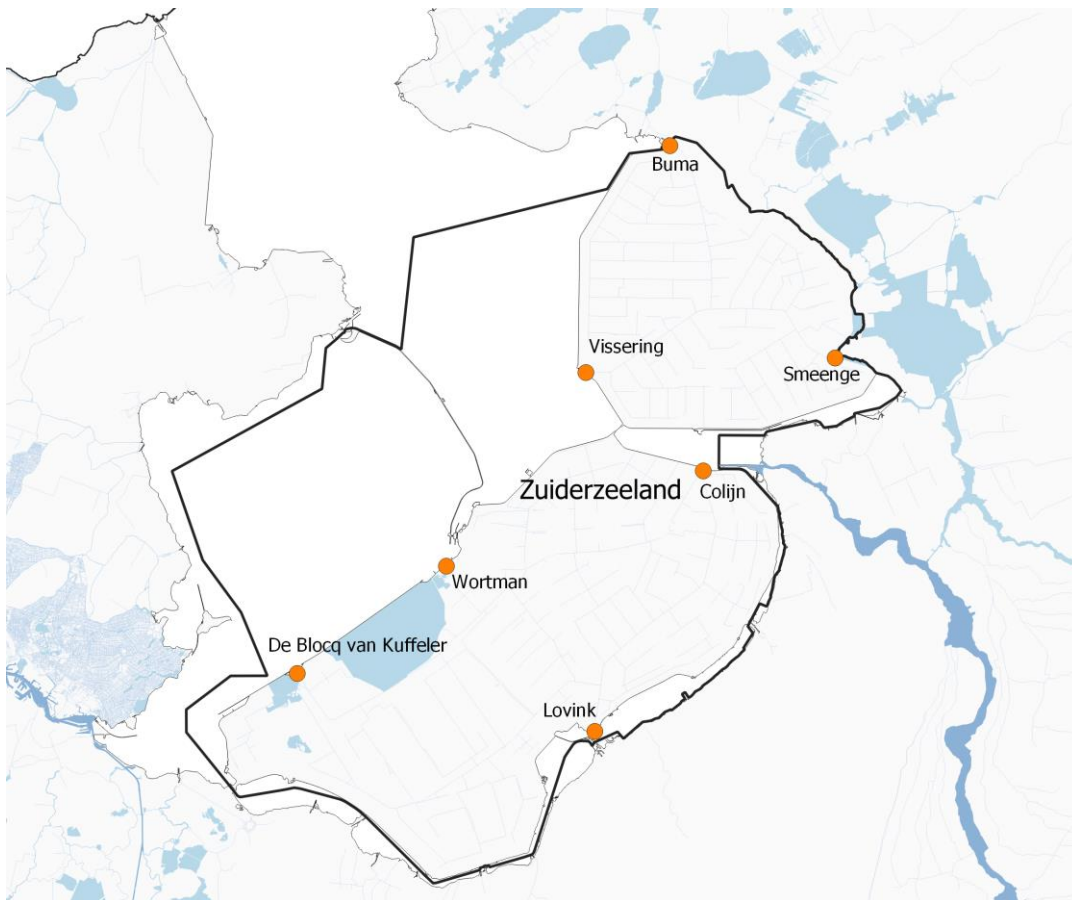 Buma
Vissering
Smeenge
Zuiderzeeland
Colijn
Wortman
De Blocq van Kuffeler
Lovink